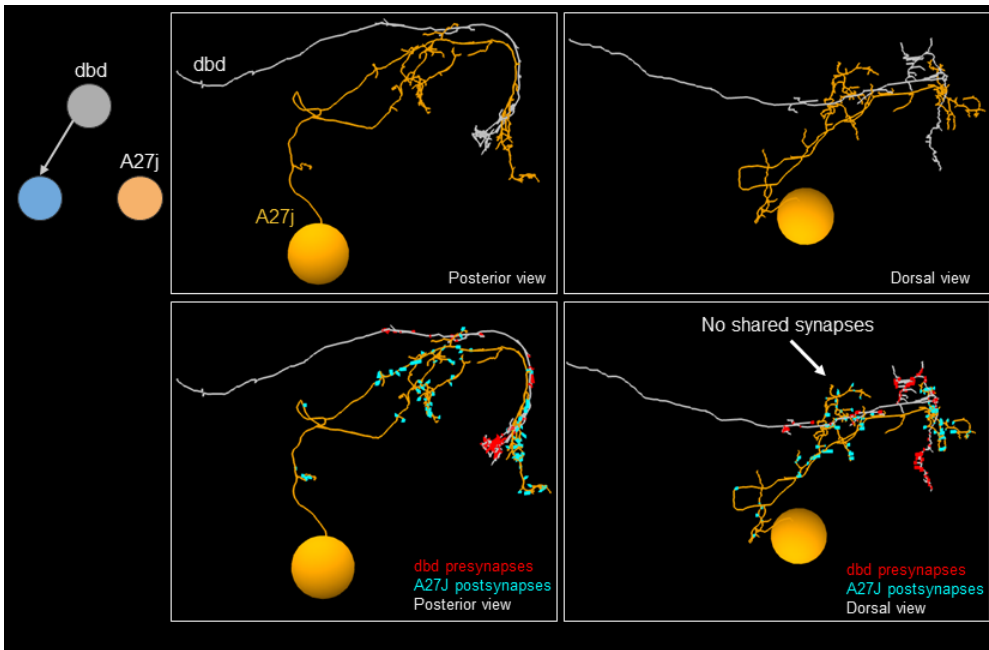 dbd
A27j
dbd
A27j
Posterior view
Dorsal view
dbd presynapses
A27J postsynapses
Posterior view
No shared synapses
dbd presynapses
A27J postsynapses
Dorsal view